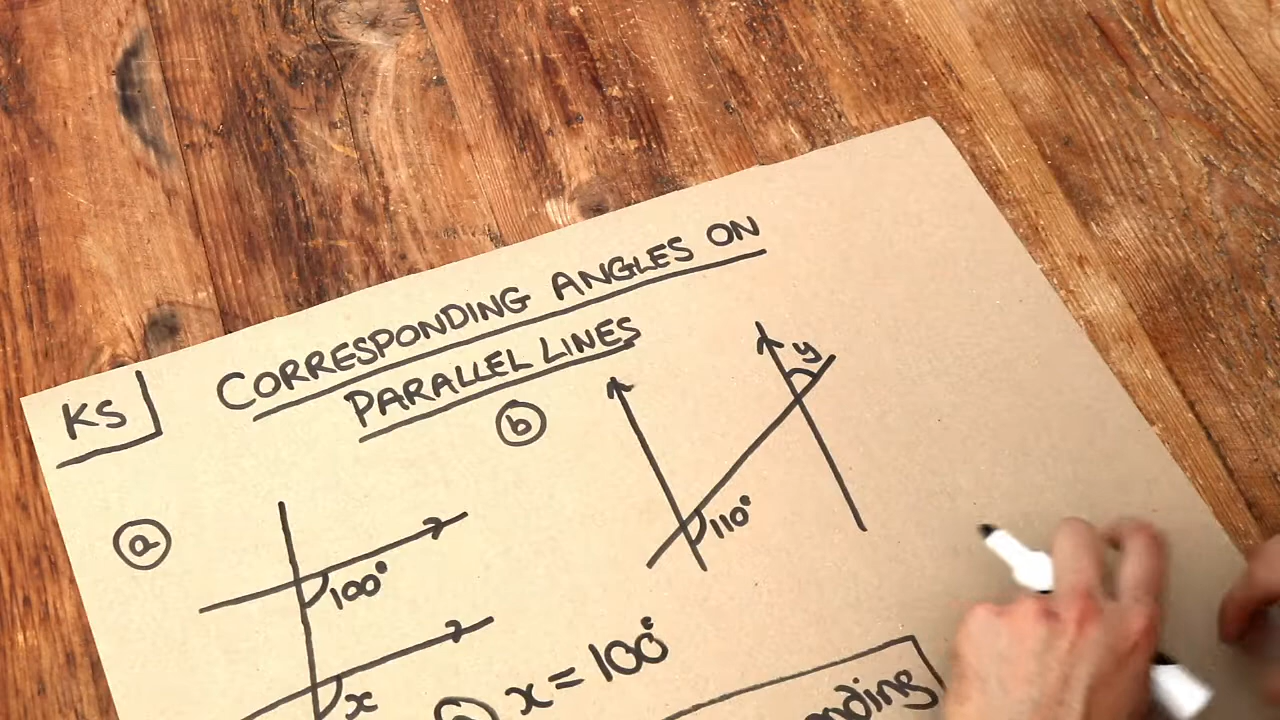 KS
CORRESPONDING ANGLES ON
PARALLEL LINES
b
y
110°
a
100°
x
x = 100°